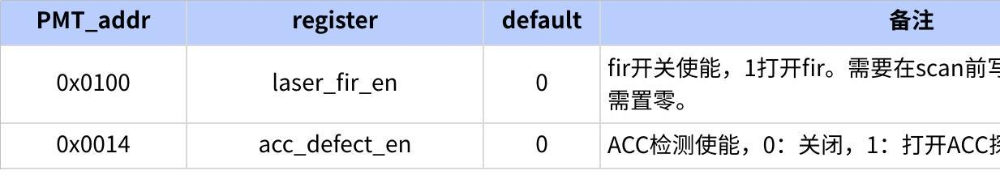 PMT_addr register default 备注
0x0100 laser_fir_en 0 fir开关使能，1打开fir。需要在scan前
需置零。
0x0014 acc_defect_en 0 ACC检测使能，0：关闭，1：打开ACC